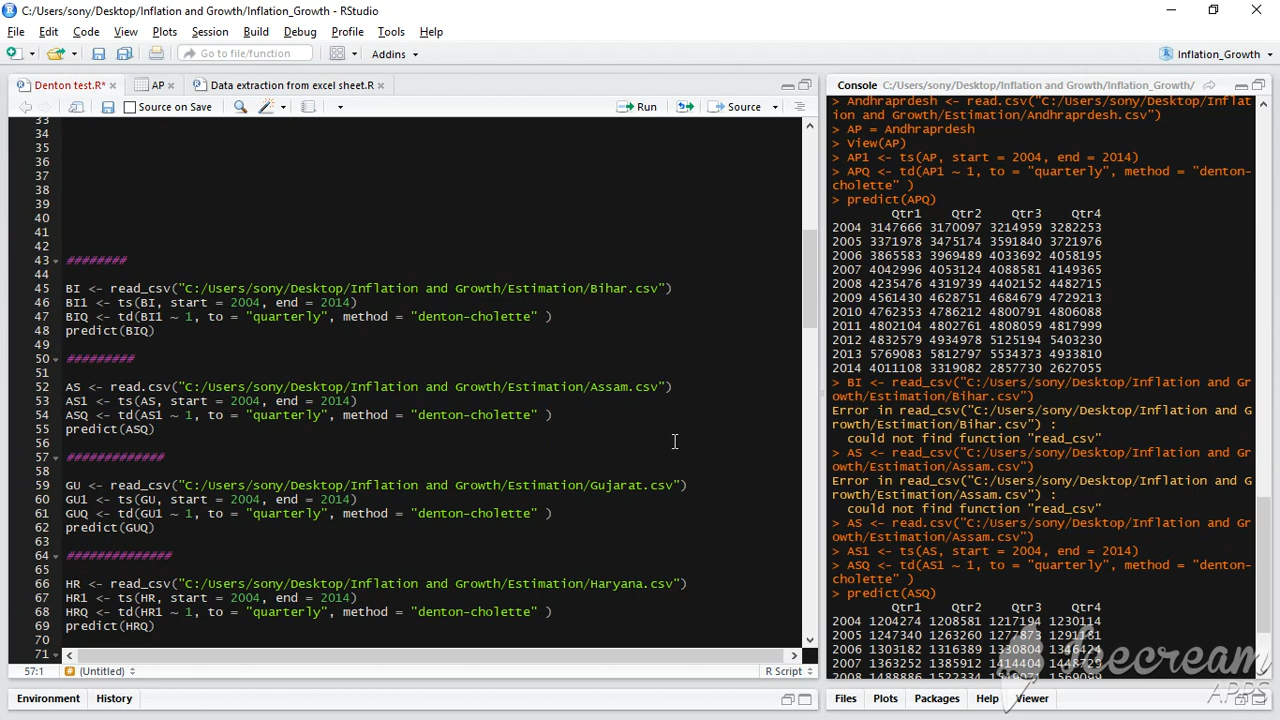 C:/Users/sony/Desktop/Inflation and Growth/Inflation_Growth - RStudio
File Edit Code View Plots Session Build Debug Profile Tools Help
Go to file/function Addins Inflation_Growth
Denton test.R* AP Data extraction from excel sheet.R
Source on Save Run Source
33
34
35
36
37
38
39
40
41
42
43 ########
44
45 BI <- read_csv("C:/Users/sony/Desktop/Inflation and Growth/Estimation/Bihar.csv")
46 BI1 <- ts(BI, start = 2004, end = 2014)
47 BIQ <- td(BI1 ~ 1, to = "quarterly", method = "denton-cholette" )
48 predict(BIQ)
49
50 #########
51
52 AS <- read.csv("C:/Users/sony/Desktop/Inflation and Growth/Estimation/Assam.csv")
53 AS1 <- ts(AS, start = 2004, end = 2014)
54 ASQ <- td(AS1 ~ 1, to = "quarterly", method = "denton-cholette" )
55 predict(ASQ)
56
57 #############
58
59 GU <- read_csv("C:/Users/sony/Desktop/Inflation and Growth/Estimation/Gujarat.csv")
60 GU1 <- ts(GU, start = 2004, end = 2014)
61 GUQ <- td(GU1 ~ 1, to = "quarterly", method = "denton-cholette" )
62 predict(GUQ)
63
64 ##############
65
66 HR <- read_csv("C:/Users/sony/Desktop/Inflation and Growth/Estimation/Haryana.csv")
67 HR1 <- ts(HR, start = 2004, end = 2014)
68 HRQ <- td(HR1 ~ 1, to = "quarterly", method = "denton-cholette" )
69 predict(HRQ)
70
71
57:1 (Untitled) R Script
Environment History
Console C:/Users/sony/Desktop/Inflation and Growth/Inflation_Growth/
> Andhraprdesh <- read.csv("C:/Users/sony/Desktop/Inflat
ion and Growth/Estimation/Andhraprdesh.csv")
> AP = Andhraprdesh
> View(AP)
> AP1 <- ts(AP, start = 2004, end = 2014)
> APQ <- td(AP1 ~ 1, to = "quarterly", method = "denton-
cholette" )
> predict(APQ)
Qtr1 Qtr2 Qtr3 Qtr4
2004 3147666 3170097 3214959 3282253
2005 3371978 3475174 3591840 3721976
2006 3865583 3969489 4033692 4058195
2007 4042996 4053124 4088581 4149365
2008 4235476 4319739 4402152 4482715
2009 4561430 4628751 4684679 4729213
2010 4762353 4786212 4800791 4806088
2011 4802104 4802761 4808059 4817999
2012 4832579 4934978 5125194 5403230
2013 5769083 5812797 5534373 4933810
2014 4011108 3319082 2857730 2627055
> BI <- read_csv("C:/Users/sony/Desktop/Inflation and Gr
owth/Estimation/Bihar.csv")
Error in read_csv("C:/Users/sony/Desktop/Inflation and G
rowth/Estimation/Bihar.csv") :
could not find function "read_csv"
> AS <- read_csv("C:/Users/sony/Desktop/Inflation and Gr
owth/Estimation/Assam.csv")
Error in read_csv("C:/Users/sony/Desktop/Inflation and G
rowth/Estimation/Assam.csv") :
could not find function "read_csv"
> AS <- read.csv("C:/Users/sony/Desktop/Inflation and Gr
owth/Estimation/Assam.csv")
> AS1 <- ts(AS, start = 2004, end = 2014)
> ASQ <- td(AS1 ~ 1, to = "quarterly", method = "denton-
cholette" )
> predict(ASQ)
Qtr1 Qtr2 Qtr3 Qtr4
2004 1204274 1208581 1217194 1230114
2005 1247340 1263260 1277873 1291181
2006 1303182 1316389 1330804 1346424
2007 1363252 1385912 1414404 1448729
2008 1488886 1522334
Files Plots Packages Help Viewer
icecream
APPS